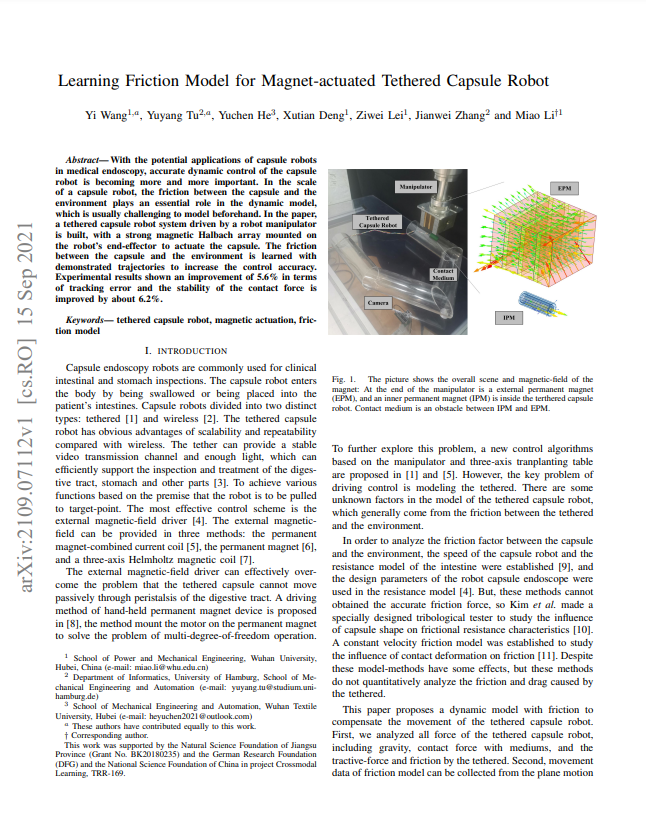 Learning Friction Model for Magnet-actuated Tethered Capsule Robot
Yi Wang1,a, Yuyang Tu2,a, Yuchen He3, Xutian Deng1, Ziwei Lei1, Jianwei Zhang2 and Miao Li†1
Abstract—With the potential applications of capsule robots
in medical endoscopy, accurate dynamic control of the capsule
robot is becoming more and more important. In the scale
of a capsule robot, the friction between the capsule and the
environment plays an essential role in the dynamic model,
which is usually challenging to model beforehand. In the paper,
a tethered capsule robot system driven by a robot manipulator
is built, with a strong magnetic Halbach array mounted on
the robot's end-effector to actuate the capsule. The friction
between the capsule and the environment is learned with
demonstrated trajectories to increase the control accuracy.
Experimental results shown an improvement of 5.6% in terms
of tracking error and the stability of the contact force is
improved by about 6.2%.
Keywords— tethered capsule robot, magnetic actuation, fric-
tion model
I. INTRODUCTION
Capsule endoscopy robots are commonly used for clinical
intestinal and stomach inspections. The capsule robot enters
the body by being swallowed or being placed into the
patient's intestines. Capsule robots divided into two distinct
types: tethered [1] and wireless [2]. The tethered capsule
robot has obvious advantages of scalability and repeatability
compared with wireless. The tether can provide a stable
video transmission channel and enough light, which can
efficiently support the inspection and treatment of the diges-
tive tract, stomach and other parts [3]. To achieve various
functions based on the premise that the robot is to be pulled
to target-point. The most effective control scheme is the
external magnetic-field driver [4]. The external magnetic-
field can be provided in three methods: the permanent
magnet-combined current coil [5], the permanent magnet [6],
and a three-axis Helmholtz magnetic coil [7].
The external magnetic-field driver can effectively over-
come the problem that the tethered capsule cannot move
passively through peristalsis of the digestive tract. A driving
method of hand-held permanent magnet device is proposed
in [8], the method mount the motor on the permanent magnet
to solve the problem of multi-degree-of-freedom operation.
1 School of Power and Mechanical Engineering, Wuhan University,
Hubei, China (e-mail: miao.li@whu.edu.cn)
2 Department of Informatics, University of Hamburg, School of Me-
chanical Engineering and Automation (e-mail: yuyang.tu@studium.uni-
hamburg.de)
3 School of Mechanical Engineering and Automation, Wuhan Textile
University, Hubei (e-mail: heyuchen2021@outlook.com)
a These authors have contributed equally to this work.
† Corresponding author.
This work was supported by the Natural Science Foundation of Jiangsu
Province (Grant No. BK20180235) and the German Research Foundation
(DFG) and the National Science Foundation of China in project Crossmodal
Learning, TRR-169.
Manipulator
EPM
Tethered
Capsule Robot
Contact
Medium
Camera
IPM
Fig. 1. The picture shows the overall scene and magnetic-field of the
magnet: At the end of the manipulator is a external permanent magnet
(EPM), and an inner permanent magnet (IPM) is inside the terthered capsule
robot. Contact medium is an obstacle between IPM and EPM.
To further explore this problem, a new control algorithms
based on the manipulator and three-axis tranplanting table
are proposed in [1] and [5]. However, the key problem of
driving control is modeling the tethered. There are some
unknown factors in the model of the tethered capsule robot,
which generally come from the friction between the tethered
and the environment.
In order to analyze the friction factor between the capsule
and the environment, the speed of the capsule robot and the
resistance model of the intestine were established [9], and
the design parameters of the robot capsule endoscope were
used in the resistance model [4]. But, these methods cannot
obtained the accurate friction force, so Kim et al. made a
specially designed tribological tester to study the influence
of capsule shape on frictional resistance characteristics [10].
A constant velocity friction model was established to study
the influence of contact deformation on friction [11]. Despite
these model-methods have some effects, but these methods
do not quantitatively analyze the friction and drag caused by
the tethered.
This paper proposes a dynamic model with friction to
compensate the movement of the tethered capsule robot.
First, we analyzed all force of the tethered capsule robot,
including gravity, contact force with mediums, and the
tractive-force and friction by the tethered. Second, movement
data of friction model can be collected from the plane motion
arXiv:2109.07112v1 [cs.RO] 15 Sep 2021